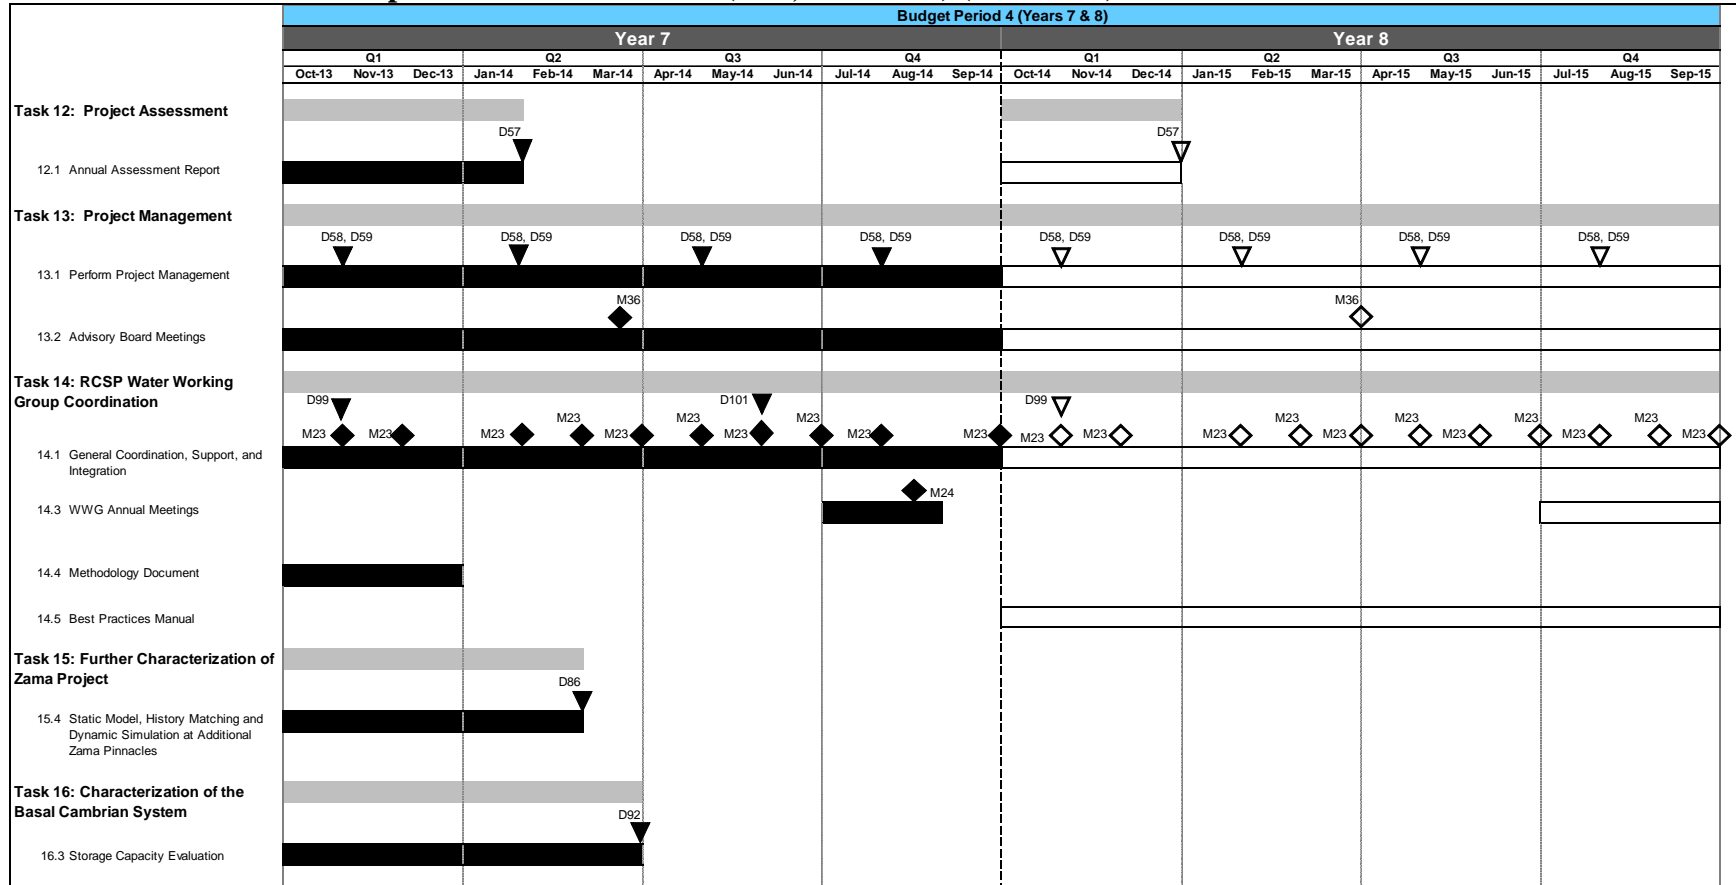 Budget Period 4 (Years 7 & 8)
Year 7 Year 8
Q1 Q2 Q3 Q4 Q1 Q2 Q3 Q4
Oct-13 Nov-13 Dec-13 Jan-14 Feb-14 Mar-14 Apr-14 May-14 Jun-14 Jul-14 Aug-14 Sep-14 Oct-14 Nov-14 Dec-14 Jan-15 Feb-15 Mar-15 Apr-15 May-15 Jun-15 Jul-15 Aug-15 Sep-15
Task 12: Project Assessment
D57 D57
12.1 Annual Assessment Report
Task 13: Project Management
D58, D59 D58, D59 D58, D59 D58, D59 D58, D59 D58, D59 D58, D59 D58, D59
13.1 Perform Project Management
M36 M36
13.2 Advisory Board Meetings
Task 14: RCSP Water Working
Group Coordination
D99 D101 D99
M23 M23 M23 M23 M23 M23 M23 M23 M23 M23 M23 M23 M23 M23 M23 M23 M23 M23 M23 M23 M23
14.1 General Coordination, Support, and
Integration
M24
14.3 WWG Annual Meetings
14.4 Methodology Document
14.5 Best Practices Manual
Task 15: Further Characterization of
Zama Project
D86
15.4 Static Model, History Matching and
Dynamic Simulation at Additional
Zama Pinnacles
Task 16: Characterization of the
Basal Cambrian System
D92
16.3 Storage Capacity Evaluation